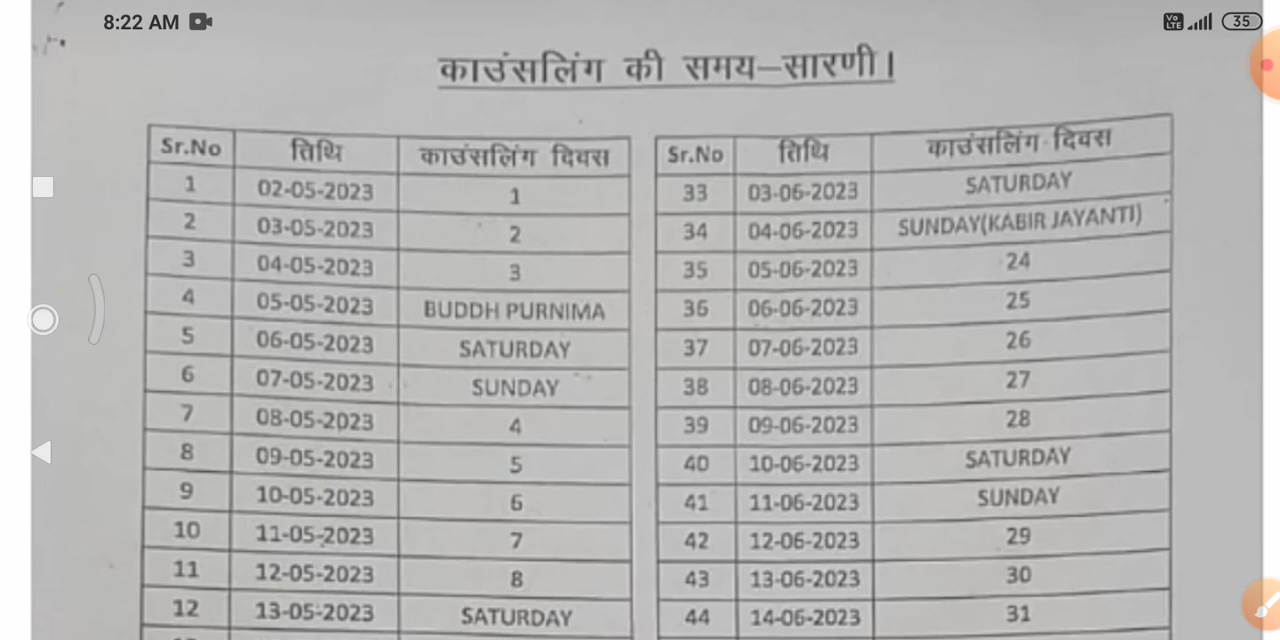 8:22 AM
Vo LTE 35
काउंसलिंग की समय–सारणी।
Sr.No तिथि काउंसलिंग दिवस
1 02-05-2023 1
2 03-05-2023 2
3 04-05-2023 3
4 05-05-2023 BUDDH PURNIMA
5 06-05-2023 SATURDAY
6 07-05-2023 SUNDAY
7 08-05-2023 4
8 09-05-2023 5
9 10-05-2023 6
10 11-05-2023 7
11 12-05-2023 8
12 13-05-2023 SATURDAY
Sr.No तिथि काउंसलिंग दिवस
33 03-06-2023 SATURDAY
34 04-06-2023 SUNDAY(KABIR JAYANTI)
35 05-06-2023 24
36 06-06-2023 25
37 07-06-2023 26
38 08-06-2023 27
39 09-06-2023 28
40 10-06-2023 SATURDAY
41 11-06-2023 SUNDAY
42 12-06-2023 29
43 13-06-2023 30
44 14-06-2023 31